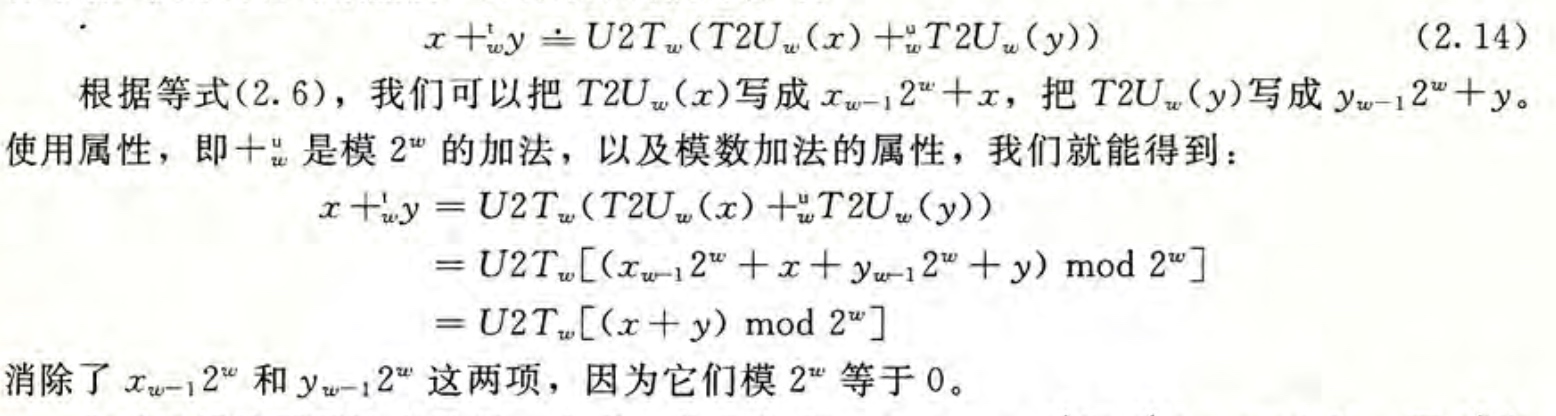 x +ᵗ_w y ≐ U2T_w(T2U_w(x) +ᵘ_w T2U_w(y)) (2.14)
根据等式(2.6)，我们可以把 T2U_w(x)写成 x_{w-1}2^w+x，把 T2U_w(y)写成 y_{w-1}2^w+y。
使用属性，即+ᵘ_w 是模 2^w 的加法，以及模数加法的属性，我们就能得到：
x +ᵗ_w y = U2T_w(T2U_w(x) +ᵘ_w T2U_w(y))
= U2T_w[(x_{w-1}2^w + x + y_{w-1}2^w + y) mod 2^w]
= U2T_w[(x + y) mod 2^w]
消除了 x_{w-1}2^w 和 y_{w-1}2^w 这两项，因为它们模 2^w 等于 0。